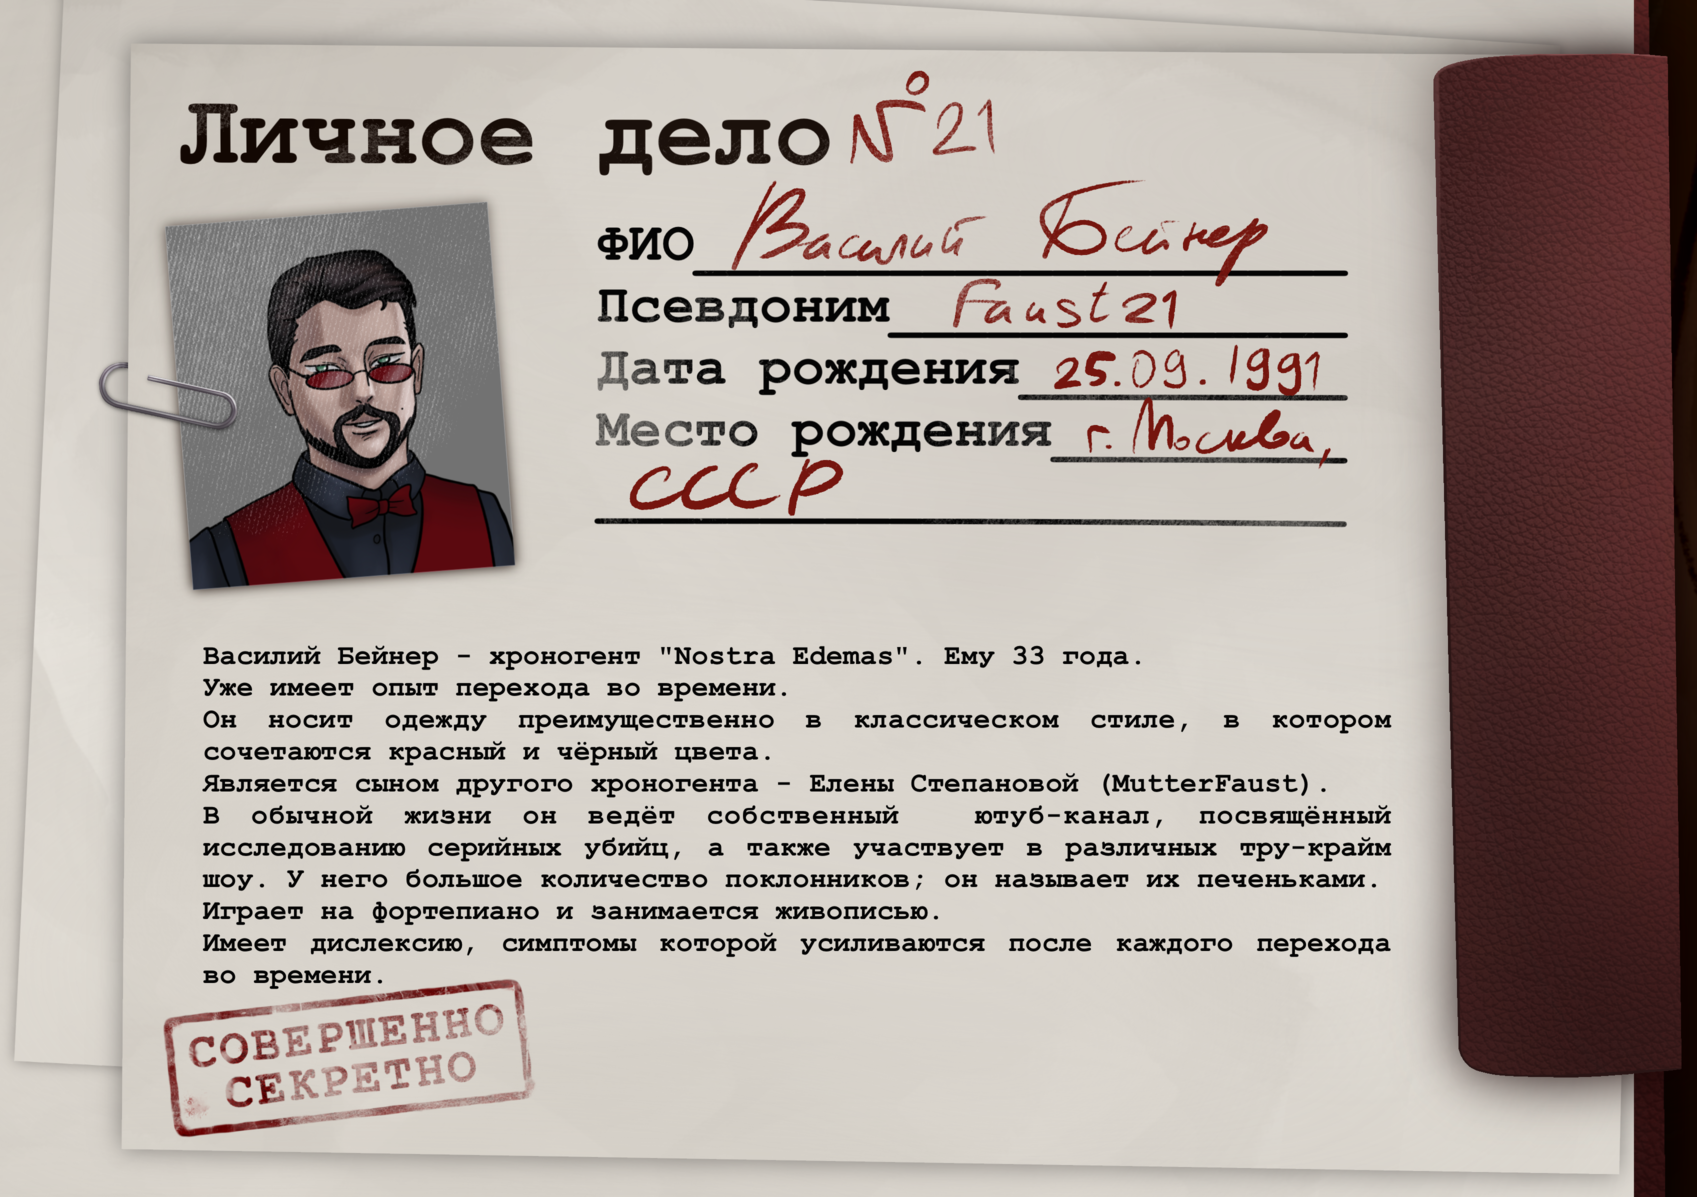 Личное дело № 21
ФИО Василий Бейнер
Псевдоним Faust21
Дата рождения 25.09.1991
Место рождения г. Москва,
СССР
Василий Бейнер - хроногент "Nostra Edemas". Ему 33 года.
Уже имеет опыт перехода во времени.
Он носит одежду преимущественно в классическом стиле, в котором
сочетаются красный и чёрный цвета.
Является сыном другого хроногента - Елены Степановой (MutterFaust).
В обычной жизни он ведёт собственный ютуб-канал, посвящённый
исследованию серийных убийц, а также участвует в различных тру-крайм
шоу. У него большое количество поклонников; он называет их печеньками.
Играет на фортепиано и занимается живописью.
Имеет дислексию, симптомы которой усиливаются после каждого перехода
во времени.
СОВЕРШЕННО
СЕКРЕТНО